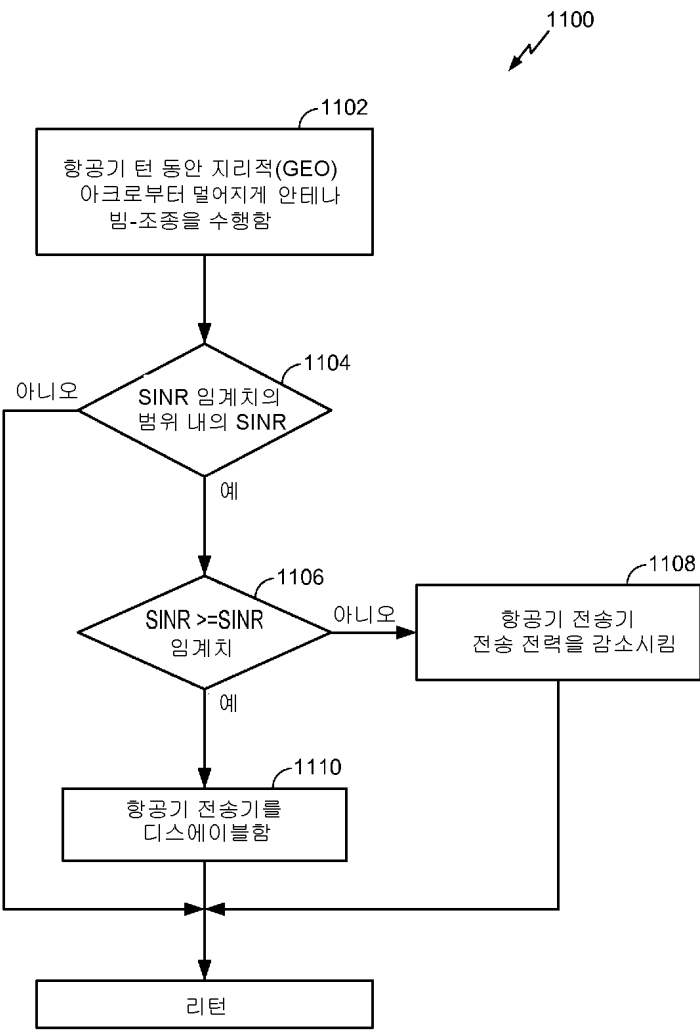 1100
1102
항공기 턴 동안 지리적(GEO)
아크로부터 멀어지게 안테나
빔-조종을 수행함
1104
아니오
SINR 임계치의
범위 내의 SINR
예
1106
SINR >=SINR
임계치
아니오
1108
항공기 전송기
전송 전력을 감소시킴
예
1110
항공기 전송기를
디스에이블함
리턴